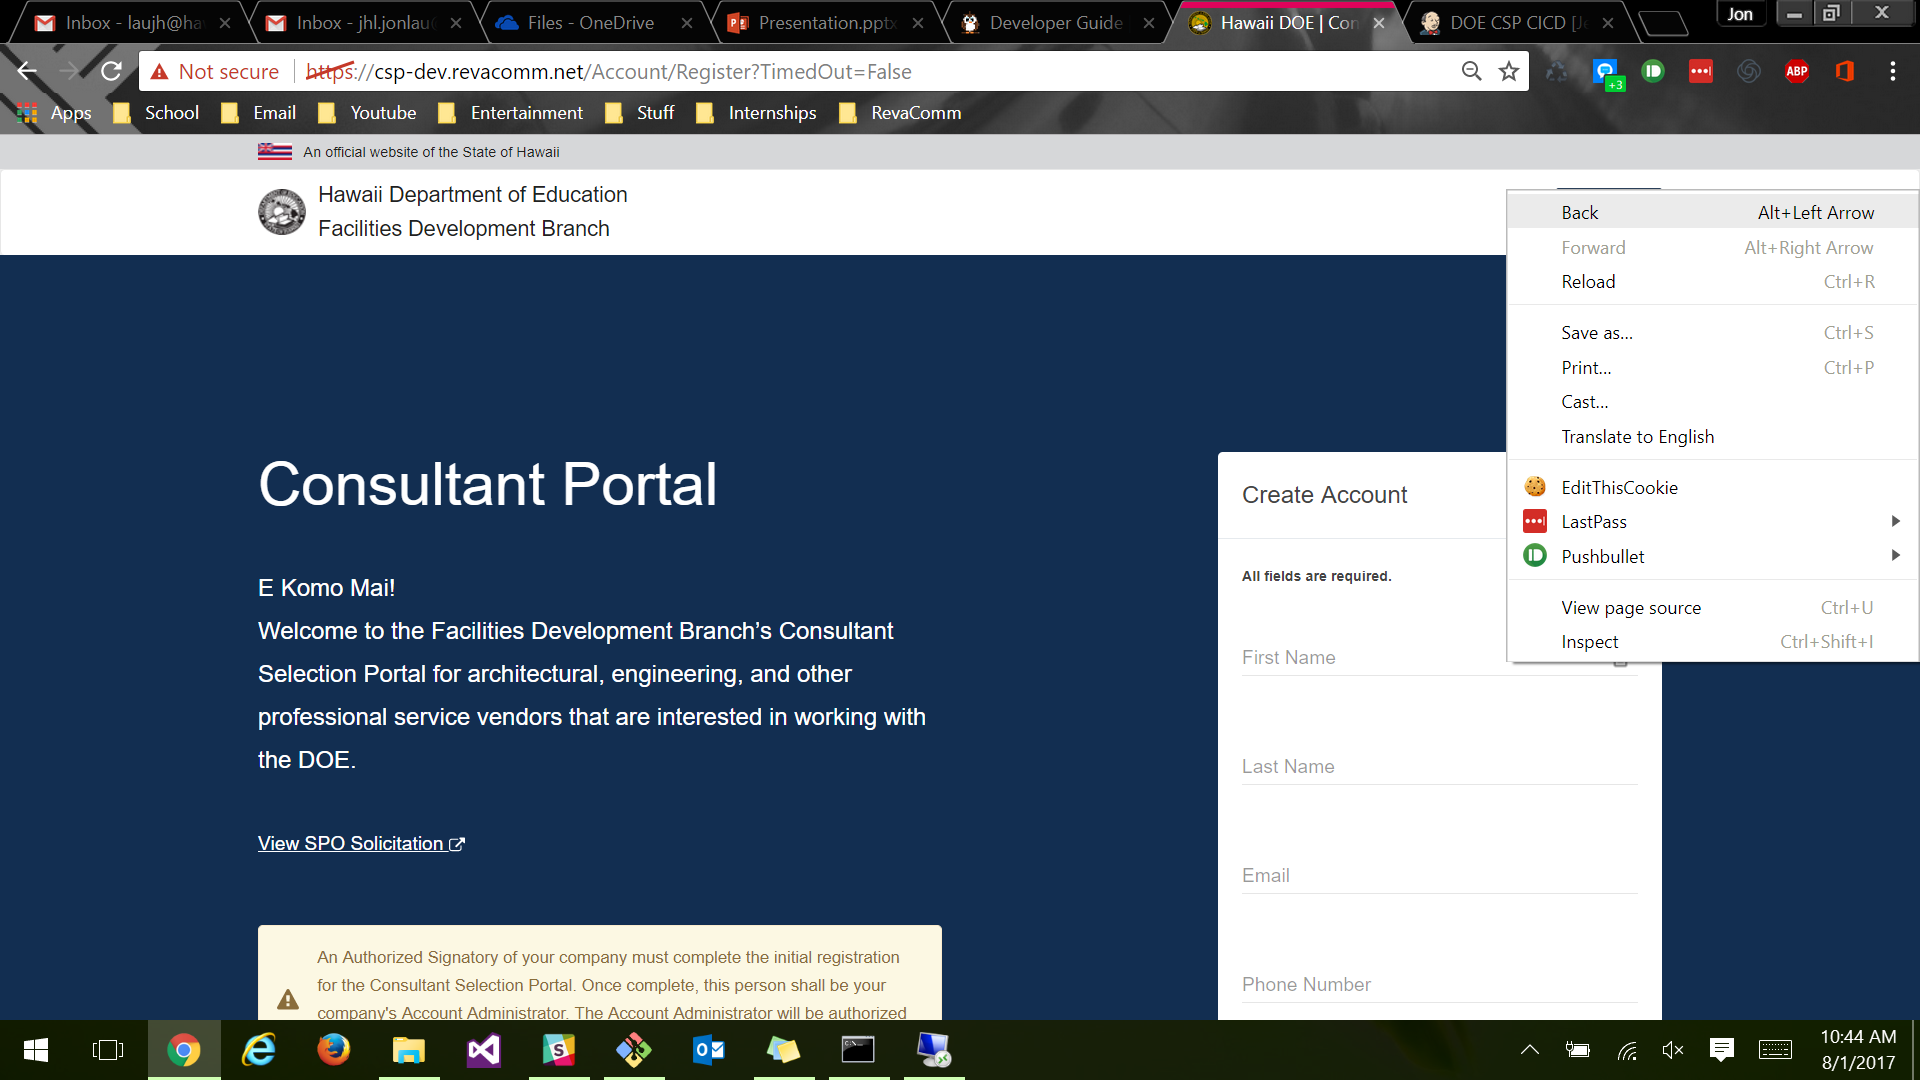 Inbox - laujh@ha
Inbox - jhl.jonlau
Files - OneDrive
Presentation.pptx
Developer Guide
Hawaii DOE | Con
DOE CSP CICD [Je
Jon
Not secure
https://csp-dev.revacomm.net/Account/Register?TimedOut=False
+3
ABP
Apps
School
Email
Youtube
Entertainment
Stuff
Internships
RevaComm
An official website of the State of Hawaii
Hawaii Department of Education
Facilities Development Branch
Back Alt+Left Arrow
Forward Alt+Right Arrow
Reload Ctrl+R
Save as... Ctrl+S
Print... Ctrl+P
Cast...
Translate to English
EditThisCookie
LastPass
Pushbullet
View page source Ctrl+U
Inspect Ctrl+Shift+I
Consultant Portal
E Komo Mai!
Welcome to the Facilities Development Branch’s Consultant
Selection Portal for architectural, engineering, and other
professional service vendors that are interested in working with
the DOE.
View SPO Solicitation
An Authorized Signatory of your company must complete the initial registration
for the Consultant Selection Portal. Once complete, this person shall be your
company's Account Administrator. The Account Administrator will be authorized
Create Account
All fields are required.
First Name
Last Name
Email
Phone Number
10:44 AM
8/1/2017